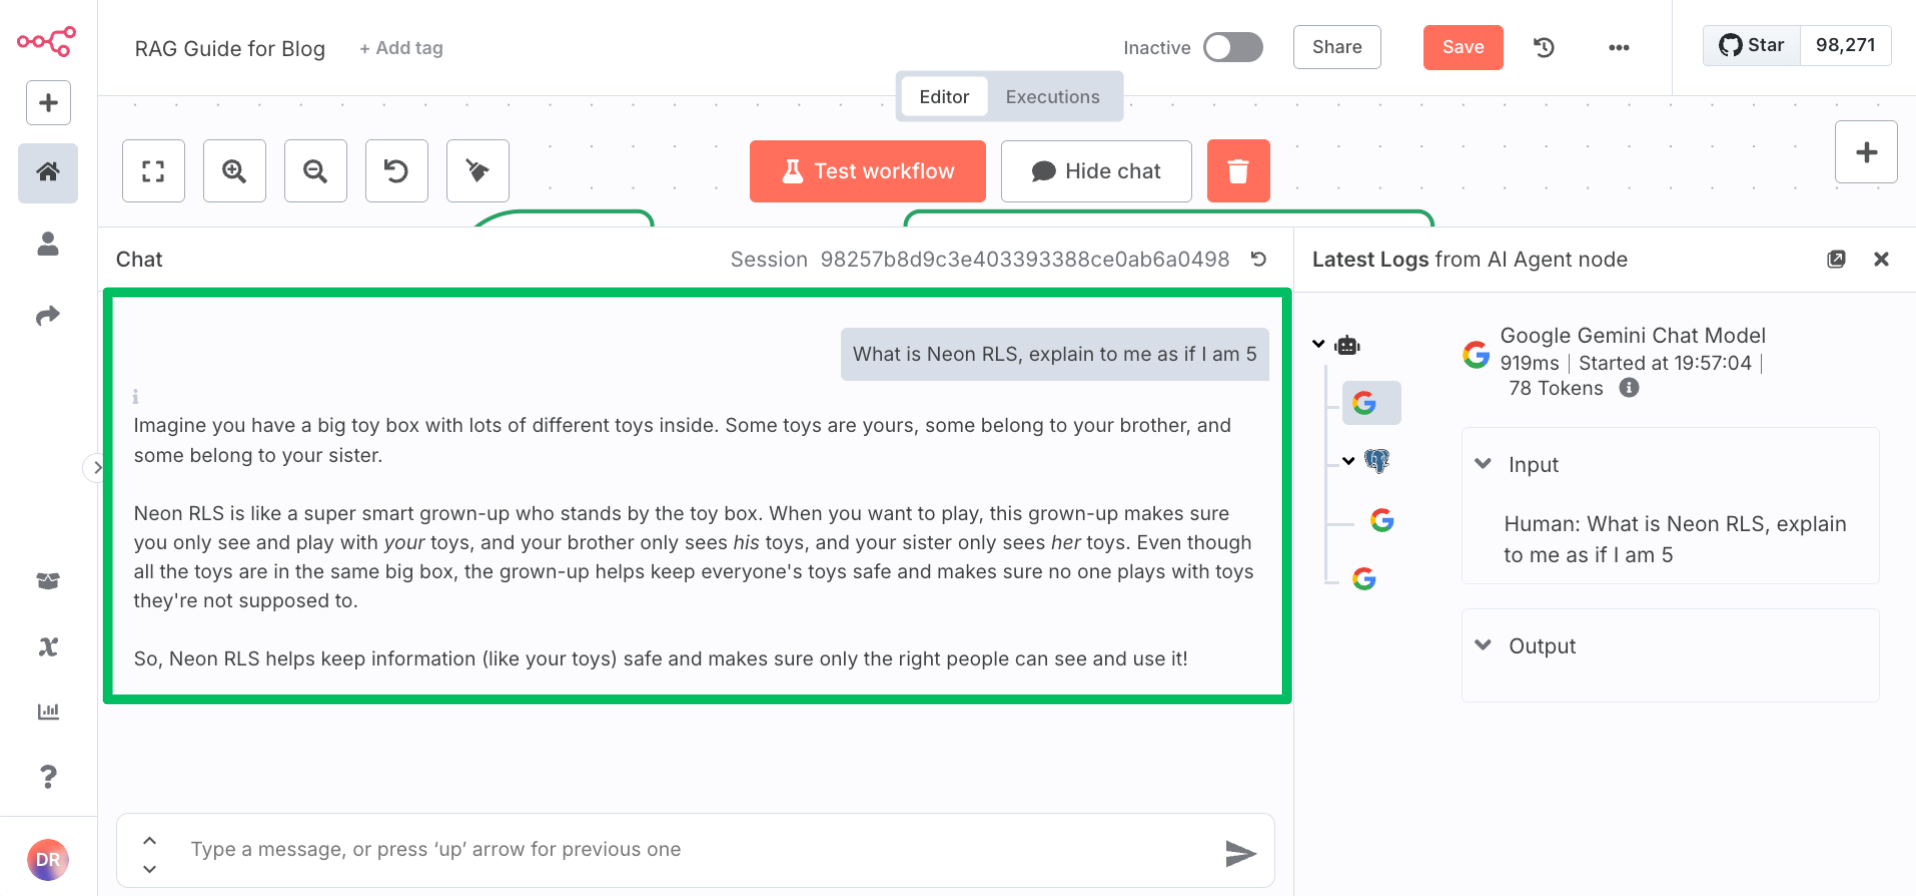 RAG Guide for Blog
+ Add tag
Inactive
Share
Save
Star
98,271
Editor
Executions
Test workflow
Hide chat
Chat
Session 98257b8d9c3e403393388ce0ab6a0498
Latest Logs from AI Agent node
What is Neon RLS, explain to me as if I am 5
Imagine you have a big toy box with lots of different toys inside. Some toys are yours, some belong to your brother, and
some belong to your sister.
Neon RLS is like a super smart grown-up who stands by the toy box. When you want to play, this grown-up makes sure
you only see and play with your toys, and your brother only sees his toys, and your sister only sees her toys. Even though
all the toys are in the same big box, the grown-up helps keep everyone's toys safe and makes sure no one plays with toys
they're not supposed to.
So, Neon RLS helps keep information (like your toys) safe and makes sure only the right people can see and use it!
Type a message, or press ‘up’ arrow for previous one
Google Gemini Chat Model
919ms | Started at 19:57:04 |
78 Tokens
Input
Human: What is Neon RLS, explain
to me as if I am 5
Output
DR